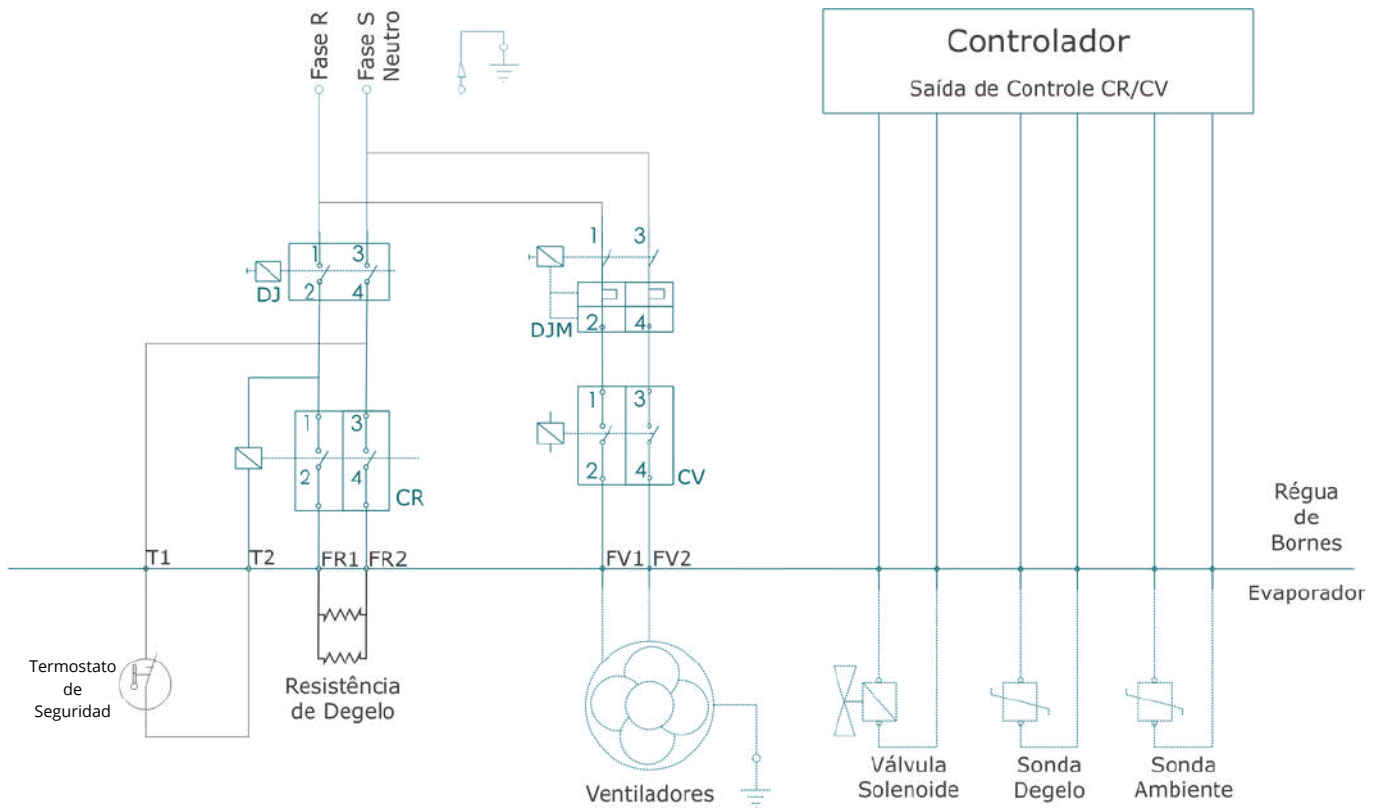 Fase R
Fase S
Neutro
Controlador
Saída de Controle CR/CV
1
3
2
4
DJ
1
3
2
4
DJM
1
3
2
4
CR
1
3
2
4
CV
Régua
de
Bornes
T1
T2
FR1
FR2
FV1
FV2
Evaporador
Termostato
de
Seguridad
Resistência
de Degelo
Ventiladores
Válvula
Solenoide
Sonda
Degelo
Sonda
Ambiente